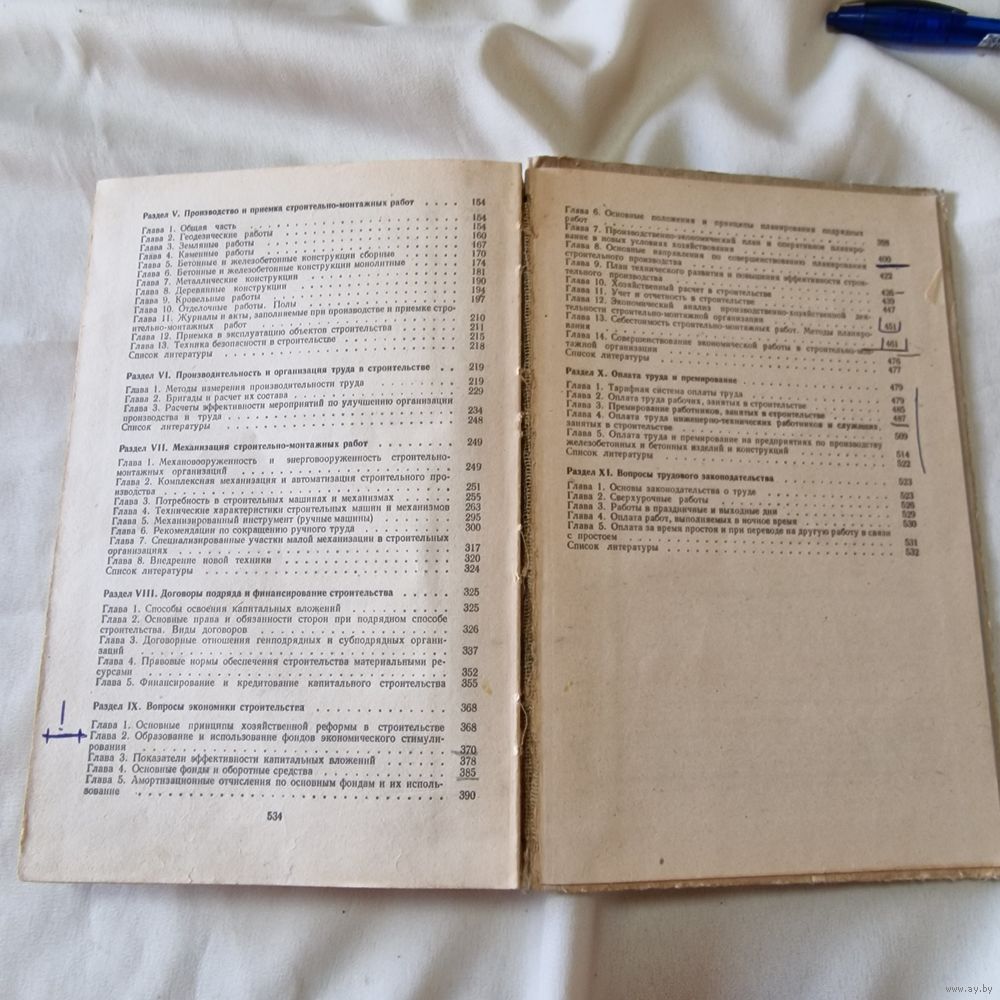 Раздел V. Производство и приемка строительно-монтажных работ . . . . 154
Глава 1. Общая часть . . . . 154
Глава 2. Геодезические работы . . . . 154
Глава 3. Земляные работы . . . . 160
Глава 4. Каменные работы . . . . 167
Глава 5. Бетонные и железобетонные конструкции сборные . . . . 170
Глава 6. Бетонные и железобетонные конструкции монолитные . . . . 174
Глава 7. Металлические конструкции . . . . 181
Глава 8. Деревянные конструкции . . . . 190
Глава 9. Кровельные работы . . . . 194
Глава 10. Отделочные работы. Полы . . . . 197
Глава 11. Журналы и акты, заполняемые при производстве и приемке стро-
ительно-монтажных работ . . . . 210
Глава 12. Приемка в эксплуатацию объектов строительства . . . . 211
Глава 13. Техника безопасности в строительстве . . . . 215
Список литературы . . . . 218
Раздел VI. Производительность и организация труда в строительстве . . 219
Глава 1. Методы измерения производительности труда . . . . 219
Глава 2. Бригады и расчет их состава . . . . 229
Глава 3. Расчеты эффективности мероприятий по улучшению организации
производства и труда . . . . 234
Список литературы . . . . 248
Раздел VII. Механизация строительно-монтажных работ . . . . 249
Глава 1. Механовооруженность и энерговооруженность строительно-
монтажных организаций . . . . 249
Глава 2. Комплексная механизация и автоматизация строительного про-
изводства . . . . 251
Глава 3. Потребность в строительных машинах и механизмах . . . . 255
Глава 4. Технические характеристики строительных машин и механизмов 263
Глава 5. Механизированный инструмент (ручные машины) . . . . 295
Глава 6. Рекомендации по сокращению ручного труда . . . . 300
Глава 7. Специализированные участки малой механизации в строительных
организациях . . . . 317
Глава 8. Внедрение новой техники . . . . 320
Список литературы . . . . 324
Раздел VIII. Договоры подряда и финансирование строительства . . . . 325
Глава 1. Способы освоения капитальных вложений . . . . 325
Глава 2. Основные права и обязанности сторон при подрядном способе
строительства. Виды договоров . . . . 326
Глава 3. Договорные отношения генподрядных и субподрядных органи-
заций . . . . 337
Глава 4. Правовые нормы обеспечения строительства материальными ре-
сурсами . . . . 352
Глава 5. Финансирование и кредитование капитального строительства 355
Раздел IX. Вопросы экономики строительства . . . . 368
Глава 1. Основные принципы хозяйственной реформы в строительстве 368
Глава 2. Образование и использование фондов экономического стимули-
рования . . . . 370
Глава 3. Показатели эффективности капитальных вложений . . . . 378
Глава 4. Основные фонды и оборотные средства . . . . 385
Глава 5. Амортизационные отчисления по основным фондам и их исполь-
зование . . . . 390
534
Глава 6. Основные положения и принципы планирования подрядных
работ . . . . 398
Глава 7. Производственно-экономический план и оперативное планиро-
вание в новых условиях хозяйствования . . . . 400
Глава 8. Основные направления по совершенствованию планирования
строительного производства . . . . 422
Глава 9. План технического развития и повышения эффективности строи-
тельного производства . . . . 436
Глава 10. Хозяйственный расчет в строительстве . . . . 439
Глава 11. Учет и отчетность в строительстве . . . . 447
Глава 12. Экономический анализ производственно-хозяйственной дея-
тельности строительно-монтажной организации . . . . 451
Глава 13. Себестоимость строительно-монтажных работ. Методы планиро-
вания . . . . 461
Глава 14. Совершенствование экономической работы в строительно-мон-
тажной организации . . . . 476
Список литературы . . . . 477
Раздел X. Оплата труда и премирование . . . . 479
Глава 1. Тарифная система оплаты труда . . . . 479
Глава 2. Оплата труда рабочих, занятых в строительстве . . . . 485
Глава 3. Премирование работников, занятых в строительстве . . . . 487
Глава 4. Оплата труда инженерно-технических работников и служащих,
занятых в строительстве . . . . 509
Глава 5. Оплата труда и премирование на предприятиях по производству
железобетонных и бетонных изделий и конструкций . . . . 514
Список литературы . . . . 522
Раздел XI. Вопросы трудового законодательства . . . . 523
Глава 1. Основы законодательства о труде . . . . 523
Глава 2. Сверхурочные работы . . . . 526
Глава 3. Работы в праздничные и выходные дни . . . . 529
Глава 4. Оплата работ, выполняемых в ночное время . . . . 530
Глава 5. Оплата за время простоя и при переводе на другую работу в связи
с простоем . . . . 531
Список литературы . . . . 532
www.ay.by